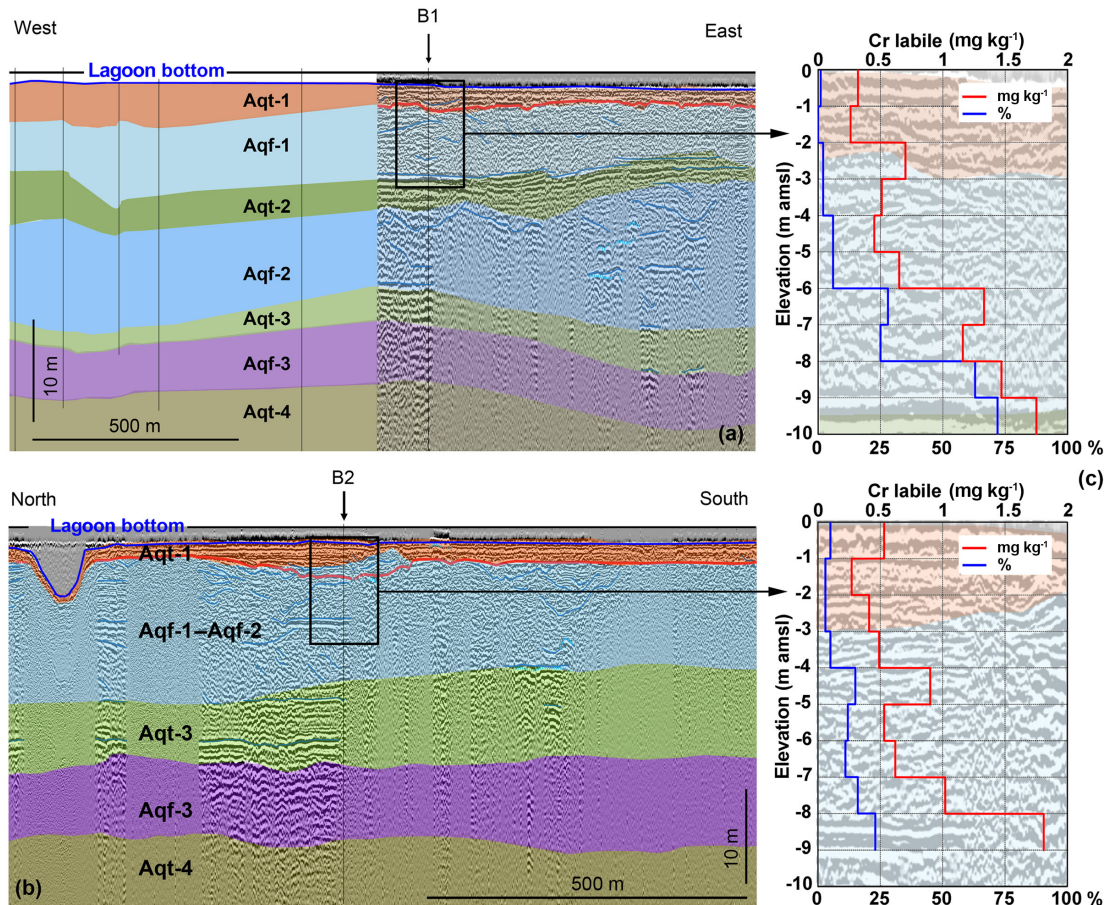 West
B1
East
Lagoon bottom
Aqt-1
Aqf-1
Aqt-2
Aqf-2
Aqt-3
Aqf-3
Aqt-4
10 m
500 m
(a)
Cr labile (mg kg⁻¹)
0 0.5 1 1.5 2
mg kg⁻¹
%
Elevation (m amsl)
0
-1
-2
-3
-4
-5
-6
-7
-8
-9
-10
0 25 50 75 100 %
(c)
North
B2
South
Lagoon bottom
Aqt-1
Aqf-1–Aqf-2
Aqt-3
Aqf-3
Aqt-4
10 m
500 m
(b)
Cr labile (mg kg⁻¹)
0 0.5 1 1.5 2
mg kg⁻¹
%
Elevation (m amsl)
0
-1
-2
-3
-4
-5
-6
-7
-8
-9
-10
0 25 50 75 100 %